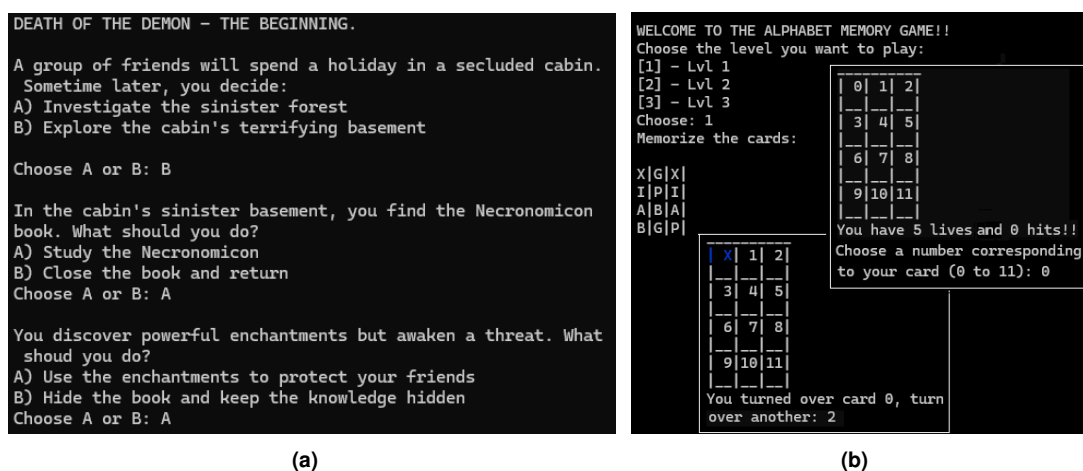 DEATH OF THE DEMON - THE BEGINNING.
A group of friends will spend a holiday in a secluded cabin.
Sometime later, you decide:
A) Investigate the sinister forest
B) Explore the cabin's terrifying basement
Choose A or B: B
In the cabin's sinister basement, you find the Necronomicon
book. What should you do?
A) Study the Necronomicon
B) Close the book and return
Choose A or B: A
You discover powerful enchantments but awaken a threat. What
shoud you do?
A) Use the enchantments to protect your friends
B) Hide the book and keep the knowledge hidden
Choose A or B: A
(a)
WELCOME TO THE ALPHABET MEMORY GAME!!
Choose the level you want to play:
[1] - Lvl 1
[2] - Lvl 2
[3] - Lvl 3
Choose: 1
Memorize the cards:
X|G|X|
I|P|I|
A|B|A|
B|G|P|
| 0| 1| 2|
|__|__|__|
| 3| 4| 5|
|__|__|__|
| 6| 7| 8|
|__|__|__|
| 9|10|11|
|__|__|__|
You have 5 lives and 0 hits!!
Choose a number corresponding
to your card (0 to 11): 0
| X| 1| 2|
|__|__|__|
| 3| 4| 5|
|__|__|__|
| 6| 7| 8|
|__|__|__|
| 9|10|11|
|__|__|__|
You turned over card 0, turn
over another: 2
(b)